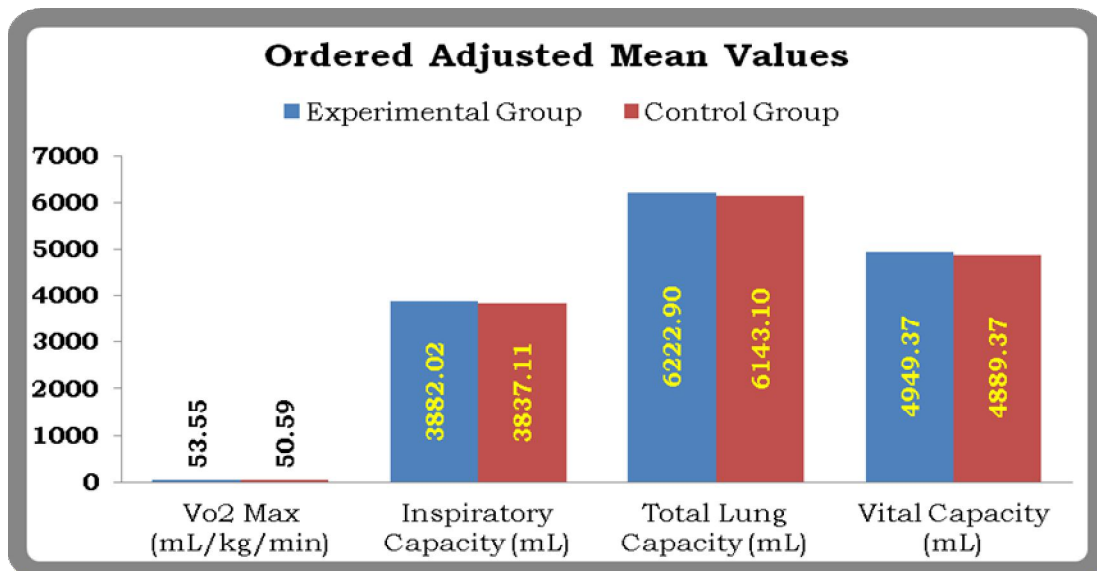 Ordered Adjusted Mean Values
Experimental Group Control Group
7000
6000
5000
4000
3000
2000
1000
0
53.55
50.59
3882.02
3837.11
6222.90
6143.10
4949.37
4889.37
Vo2 Max
(mL/kg/min)
Inspiratory
Capacity (mL)
Total Lung
Capacity (mL)
Vital Capacity
(mL)